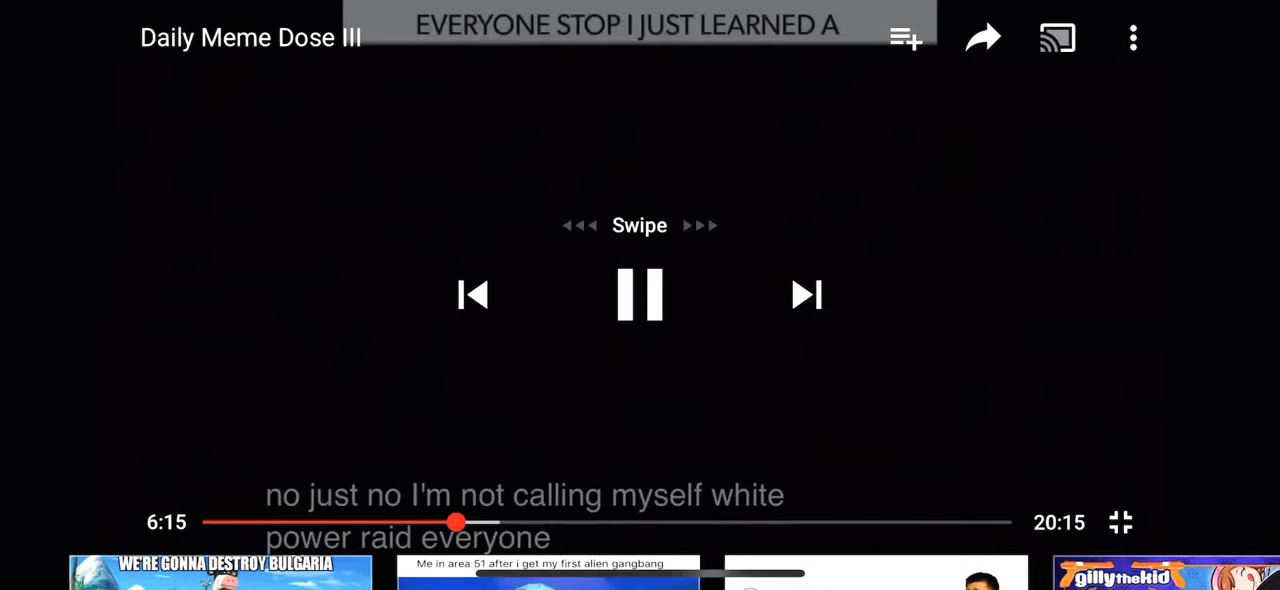 EVERYONE STOP I JUST LEARNED A
Daily Meme Dose III
Swipe
no just no I'm not calling myself white
6:15
20:15
power raid everyone
WE'RE GONNA DESTROY BULGARIA
Me in area 51 after i get my first alien gangbang
gillythekid